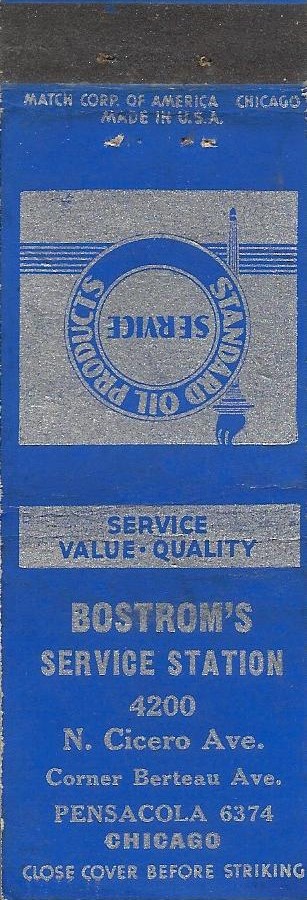 MATCH CORP. OF AMERICA CHICAGO
MADE IN U.S.A.
STANDARD OIL PRODUCTS
SERVICE
SERVICE
VALUE · QUALITY
BOSTROM'S
SERVICE STATION
4200
N. Cicero Ave.
Corner Berteau Ave.
PENSACOLA 6374
CHICAGO
CLOSE COVER BEFORE STRIKING